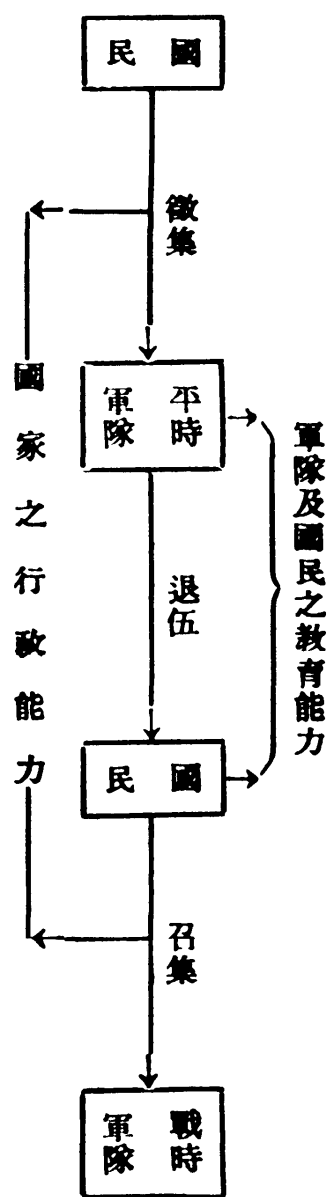 國民
徵集
平時
軍隊
退伍
國民
召集
戰時
軍隊
軍隊及國民之教育能力
國家之行政能力